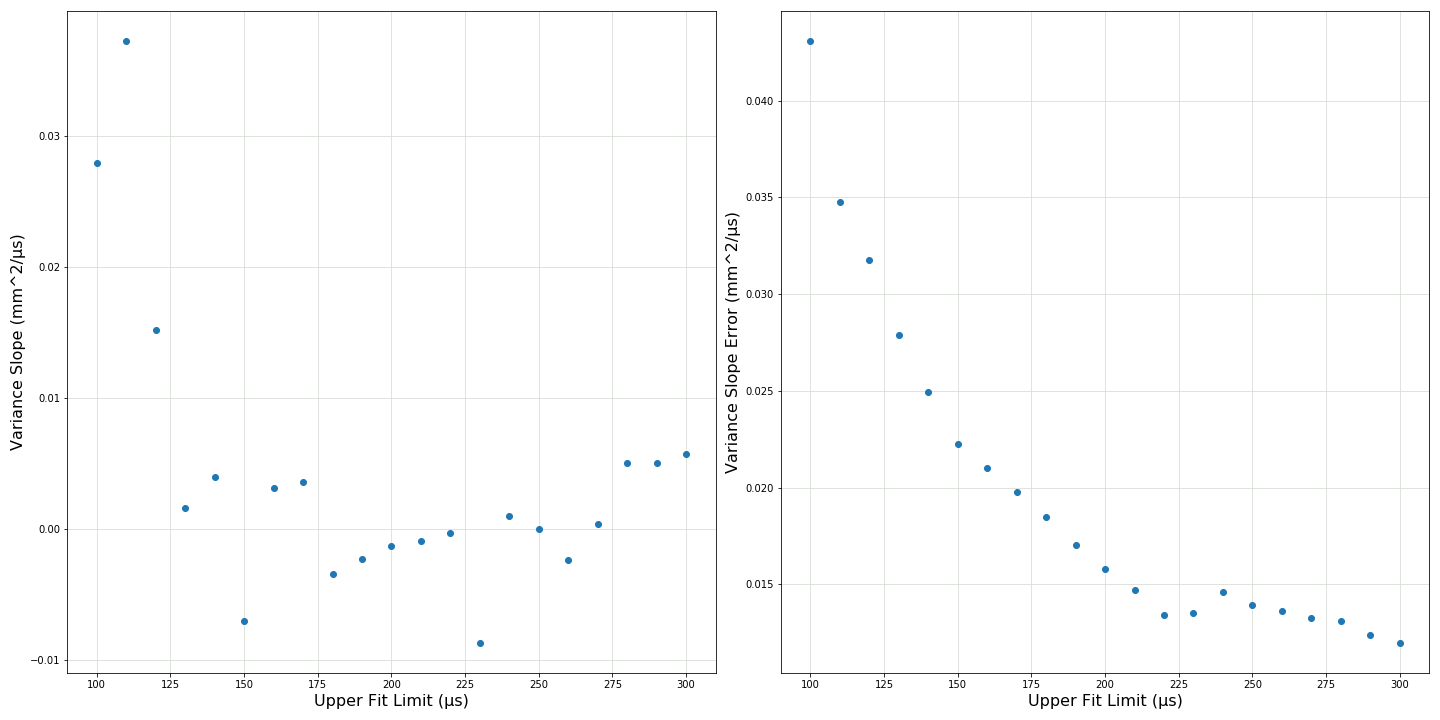 Variance Slope (mm^2/µs)
0.03
0.02
0.01
0.00
−0.01
100 125 150 175 200 225 250 275 300
Upper Fit Limit (µs)
Variance Slope Error (mm^2/µs)
0.040
0.035
0.030
0.025
0.020
0.015
100 125 150 175 200 225 250 275 300
Upper Fit Limit (µs)